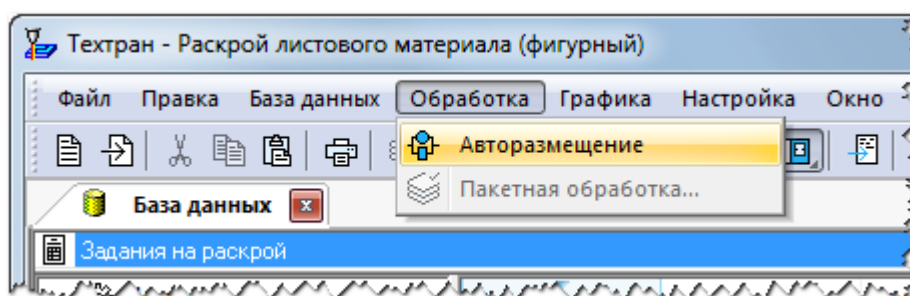 Техтран - Раскрой листового материала (фигурный)
Файл Правка База данных Обработка Графика Настройка Окно
Авторазмещение
Пакетная обработка...
База данных
Задания на раскрой